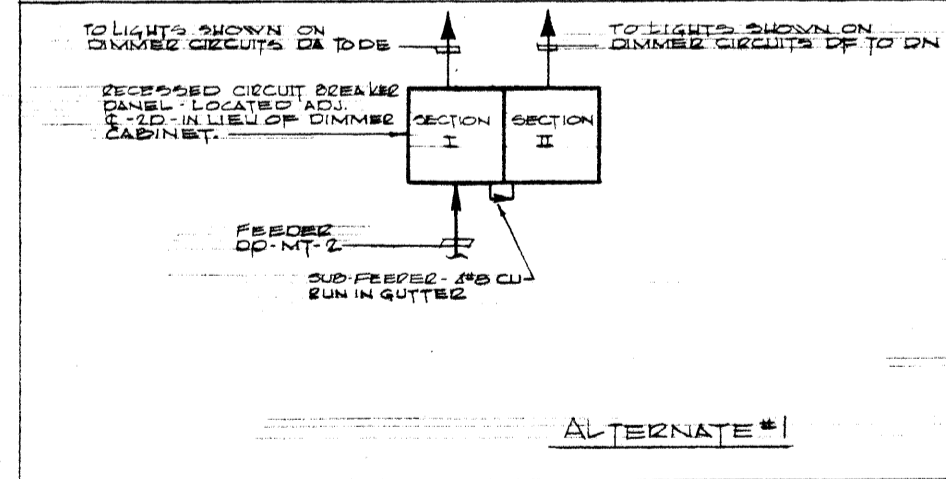 TO LIGHTS SHOWN ON
DIMMER CIRCUITS DA TO DE
TO LIGHTS SHOWN ON
DIMMER CIRCUITS DF TO DN
RECESSED CIRCUIT BREAKER
PANEL - LOCATED ADJ.
℄ - 2D - IN LIEU OF DIMMER
CABINET.
SECTION
I
SECTION
II
FEEDER
DD-MT-2
SUB-FEEDER - 4#8 CU
RUN IN GUTTER
ALTERNATE #1